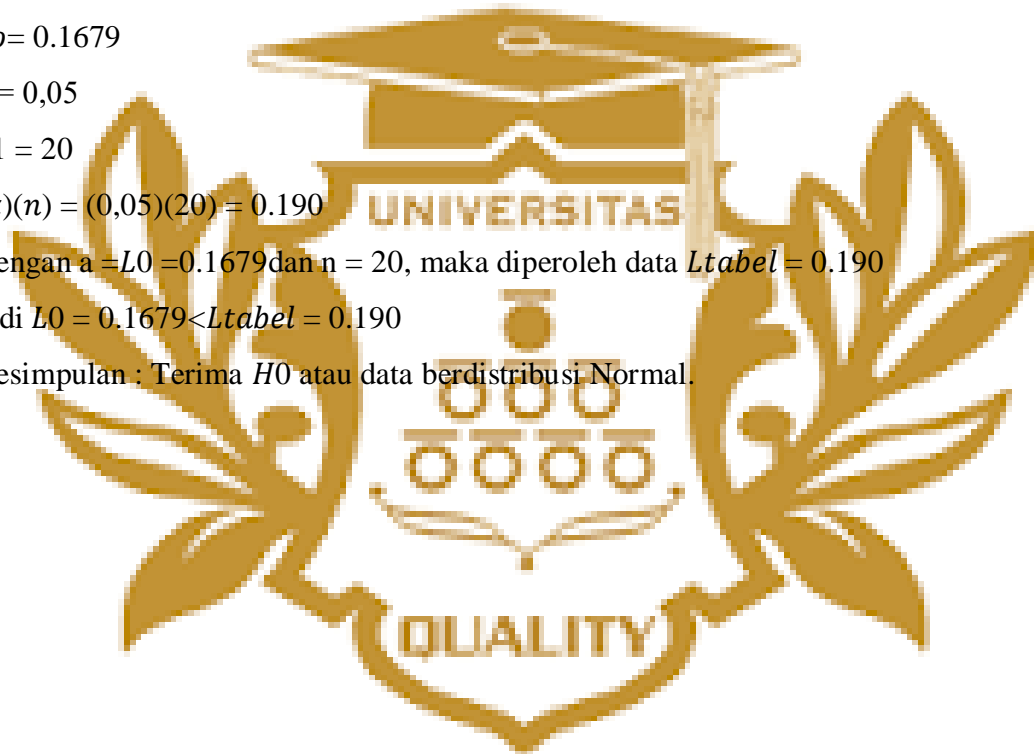 = 0.1679
= 0,05
= 20
)(𝑛) = (0,05)(20) = 0.190
UNIVERSITAS
engan a =𝐿0 =0.1679dan n = 20, maka diperoleh data 𝐿𝑡𝑎𝑏𝑒𝑙 = 0.190
di 𝐿0 = 0.1679<𝐿𝑡𝑎𝑏𝑒𝑙 = 0.190
esimpulan : Terima 𝐻0 atau data berdistribusi Normal.
QUALITY